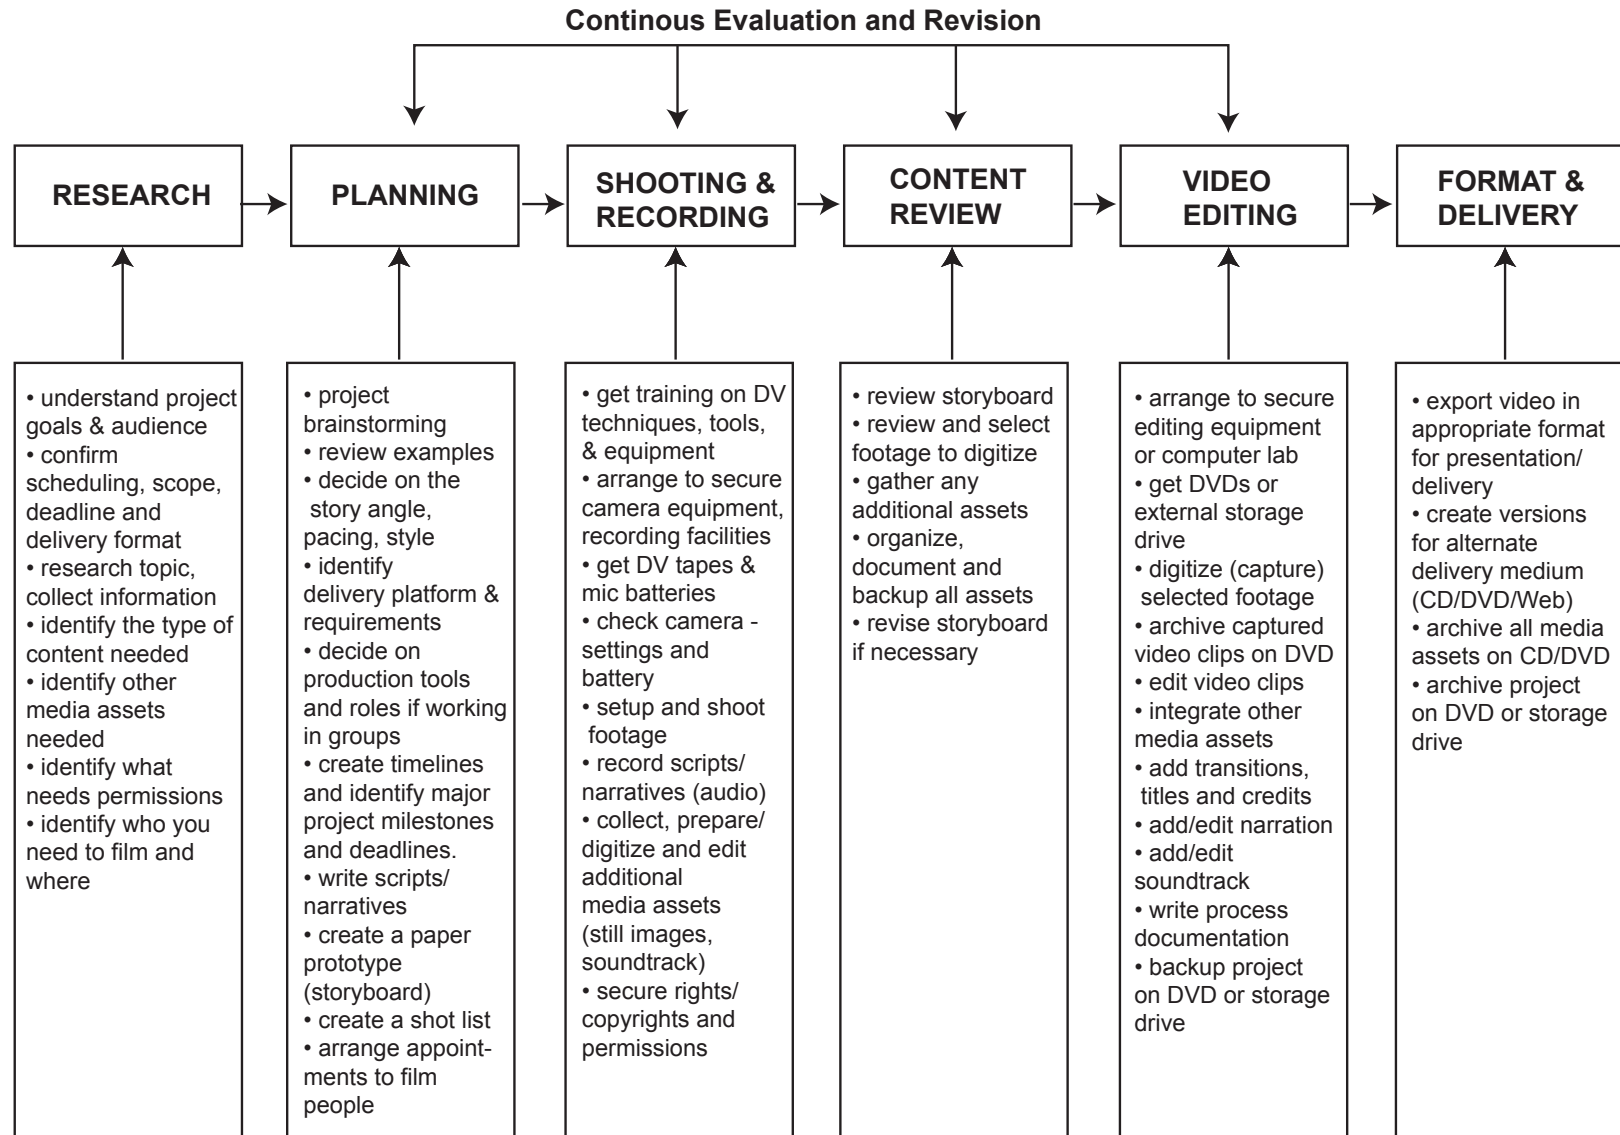 Continous Evaluation and Revision
RESEARCH
PLANNING
SHOOTING &
RECORDING
CONTENT
REVIEW
VIDEO
EDITING
FORMAT &
DELIVERY
• understand project
goals & audience
• confirm
scheduling, scope,
deadline and
delivery format
• research topic,
collect information
• identify the type of
content needed
• identify other
media assets
needed
• identify what
needs permissions
• identify who you
need to film and
where
• project
brainstorming
• review examples
• decide on the
story angle,
pacing, style
• identify
delivery platform &
requirements
• decide on
production tools
and roles if working
in groups
• create timelines
and identify major
project milestones
and deadlines.
• write scripts/
narratives
• create a paper
prototype
(storyboard)
• create a shot list
• arrange appoint-
ments to film
people
• get training on DV
techniques, tools,
& equipment
• arrange to secure
camera equipment,
recording facilities
• get DV tapes &
mic batteries
• check camera -
settings and
battery
• setup and shoot
footage
• record scripts/
narratives (audio)
• collect, prepare/
digitize and edit
additional
media assets
(still images,
soundtrack)
• secure rights/
copyrights and
permissions
• review storyboard
• review and select
footage to digitize
• gather any
additional assets
• organize,
document and
backup all assets
• revise storyboard
if necessary
• arrange to secure
editing equipment
or computer lab
• get DVDs or
external storage
drive
• digitize (capture)
selected footage
• archive captured
video clips on DVD
• edit video clips
• integrate other
media assets
• add transitions,
titles and credits
• add/edit narration
• add/edit
soundtrack
• write process
documentation
• backup project
on DVD or storage
drive
• export video in
appropriate format
for presentation/
delivery
• create versions
for alternate
delivery medium
(CD/DVD/Web)
• archive all media
assets on CD/DVD
• archive project
on DVD or storage
drive